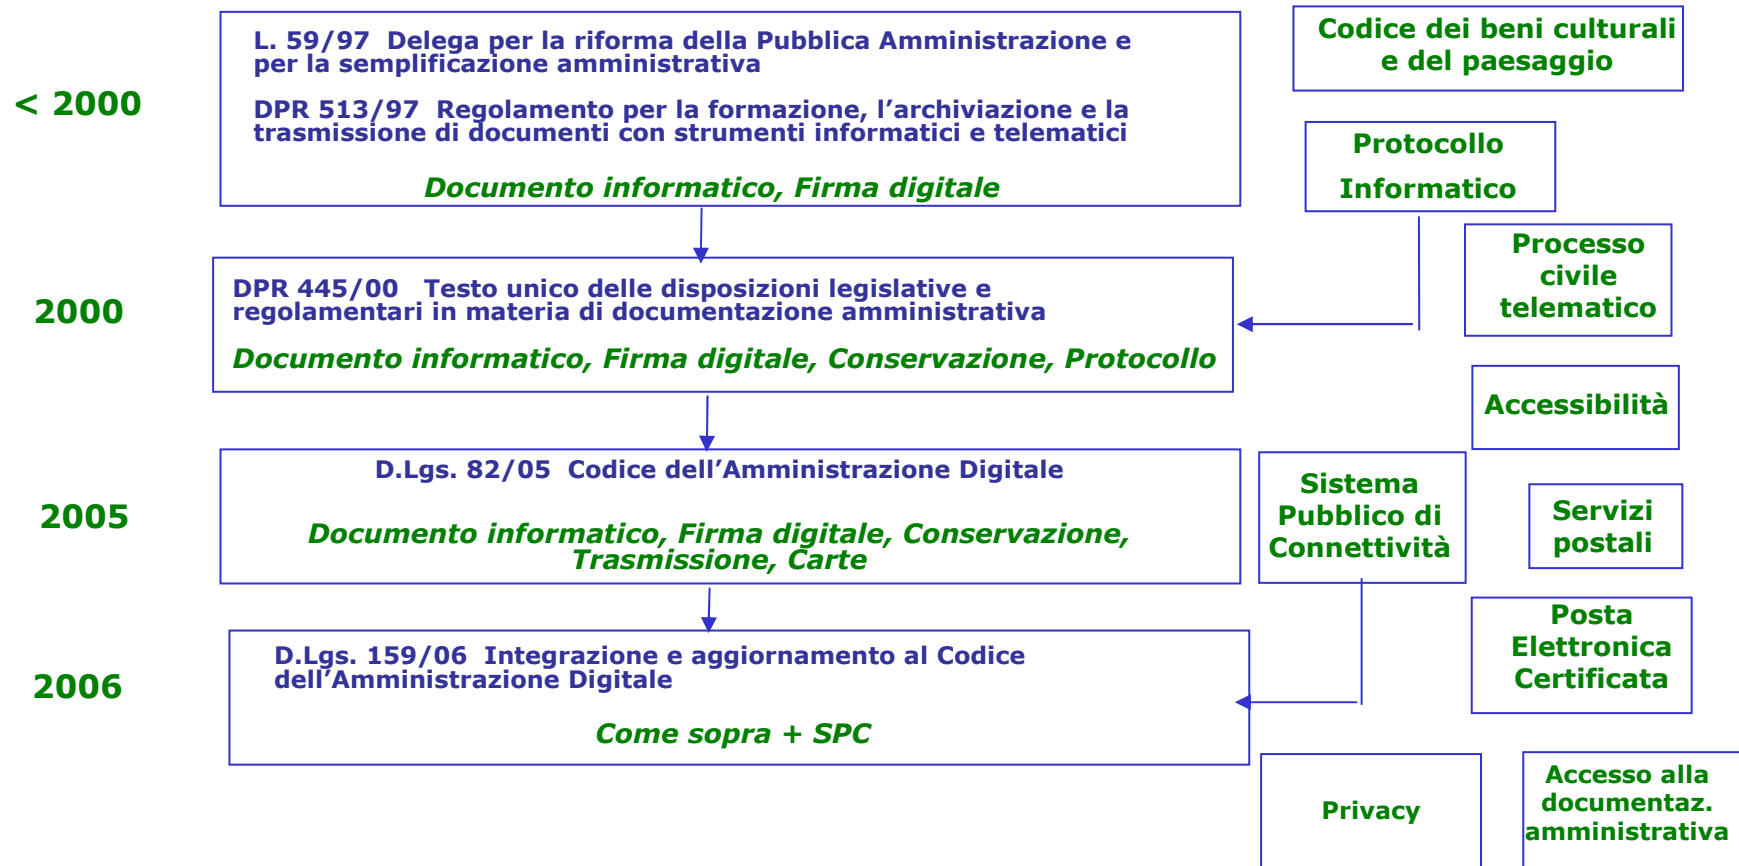 < 2000
L. 59/97 Delega per la riforma della Pubblica Amministrazione e
per la semplificazione amministrativa
DPR 513/97 Regolamento per la formazione, l’archiviazione e la
trasmissione di documenti con strumenti informatici e telematici
Documento informatico, Firma digitale
Codice dei beni culturali
e del paesaggio
Protocollo
Informatico
2000
DPR 445/00 Testo unico delle disposizioni legislative e
regolamentari in materia di documentazione amministrativa
Documento informatico, Firma digitale, Conservazione, Protocollo
Processo
civile
telematico
Accessibilità
2005
D.Lgs. 82/05 Codice dell’Amministrazione Digitale
Documento informatico, Firma digitale, Conservazione,
Trasmissione, Carte
Sistema
Pubblico di
Connettività
Servizi
postali
2006
D.Lgs. 159/06 Integrazione e aggiornamento al Codice
dell’Amministrazione Digitale
Come sopra + SPC
Posta
Elettronica
Certificata
Privacy
Accesso alla
documentaz.
amministrativa